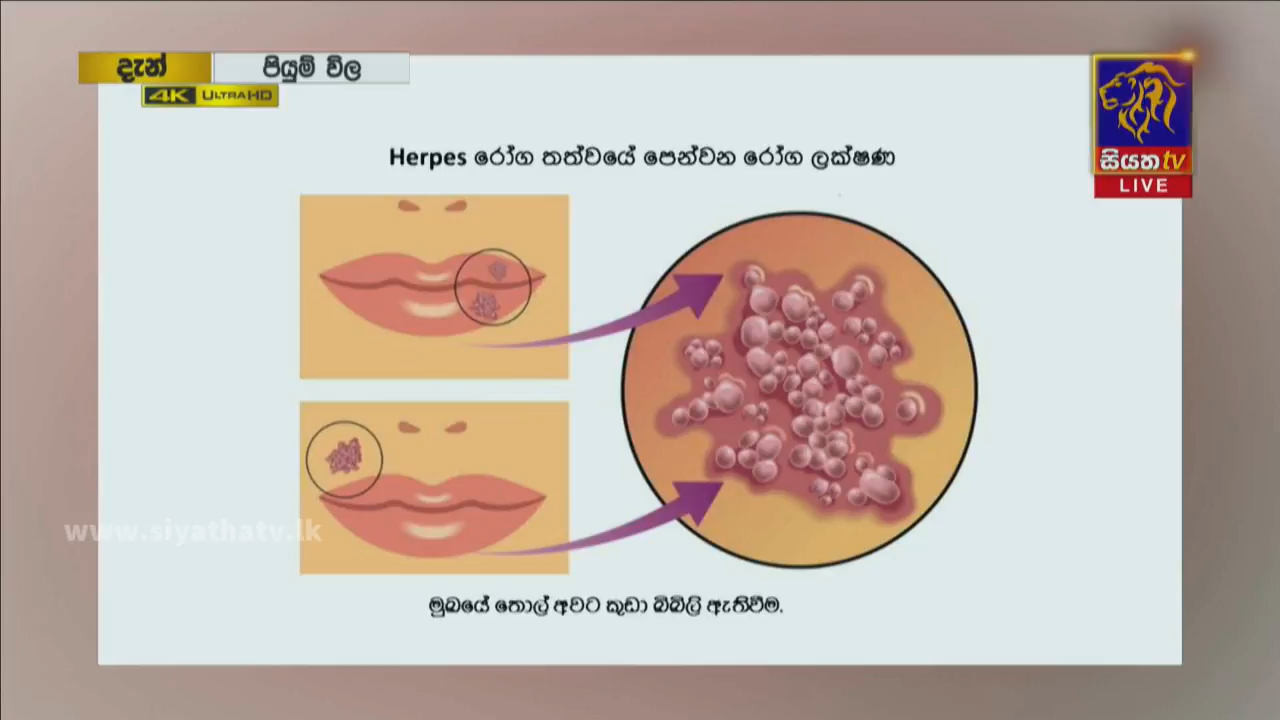 දැන් පියුම් විල
4K ULTRA HD
සියත tv
LIVE
Herpes රෝග තත්වයේ පෙන්වන රෝග ලක්ෂණ
www.siyathatv.lk
මුඛයේ තොල් අවට කුඩා බිබිලි ඇතිවීම.